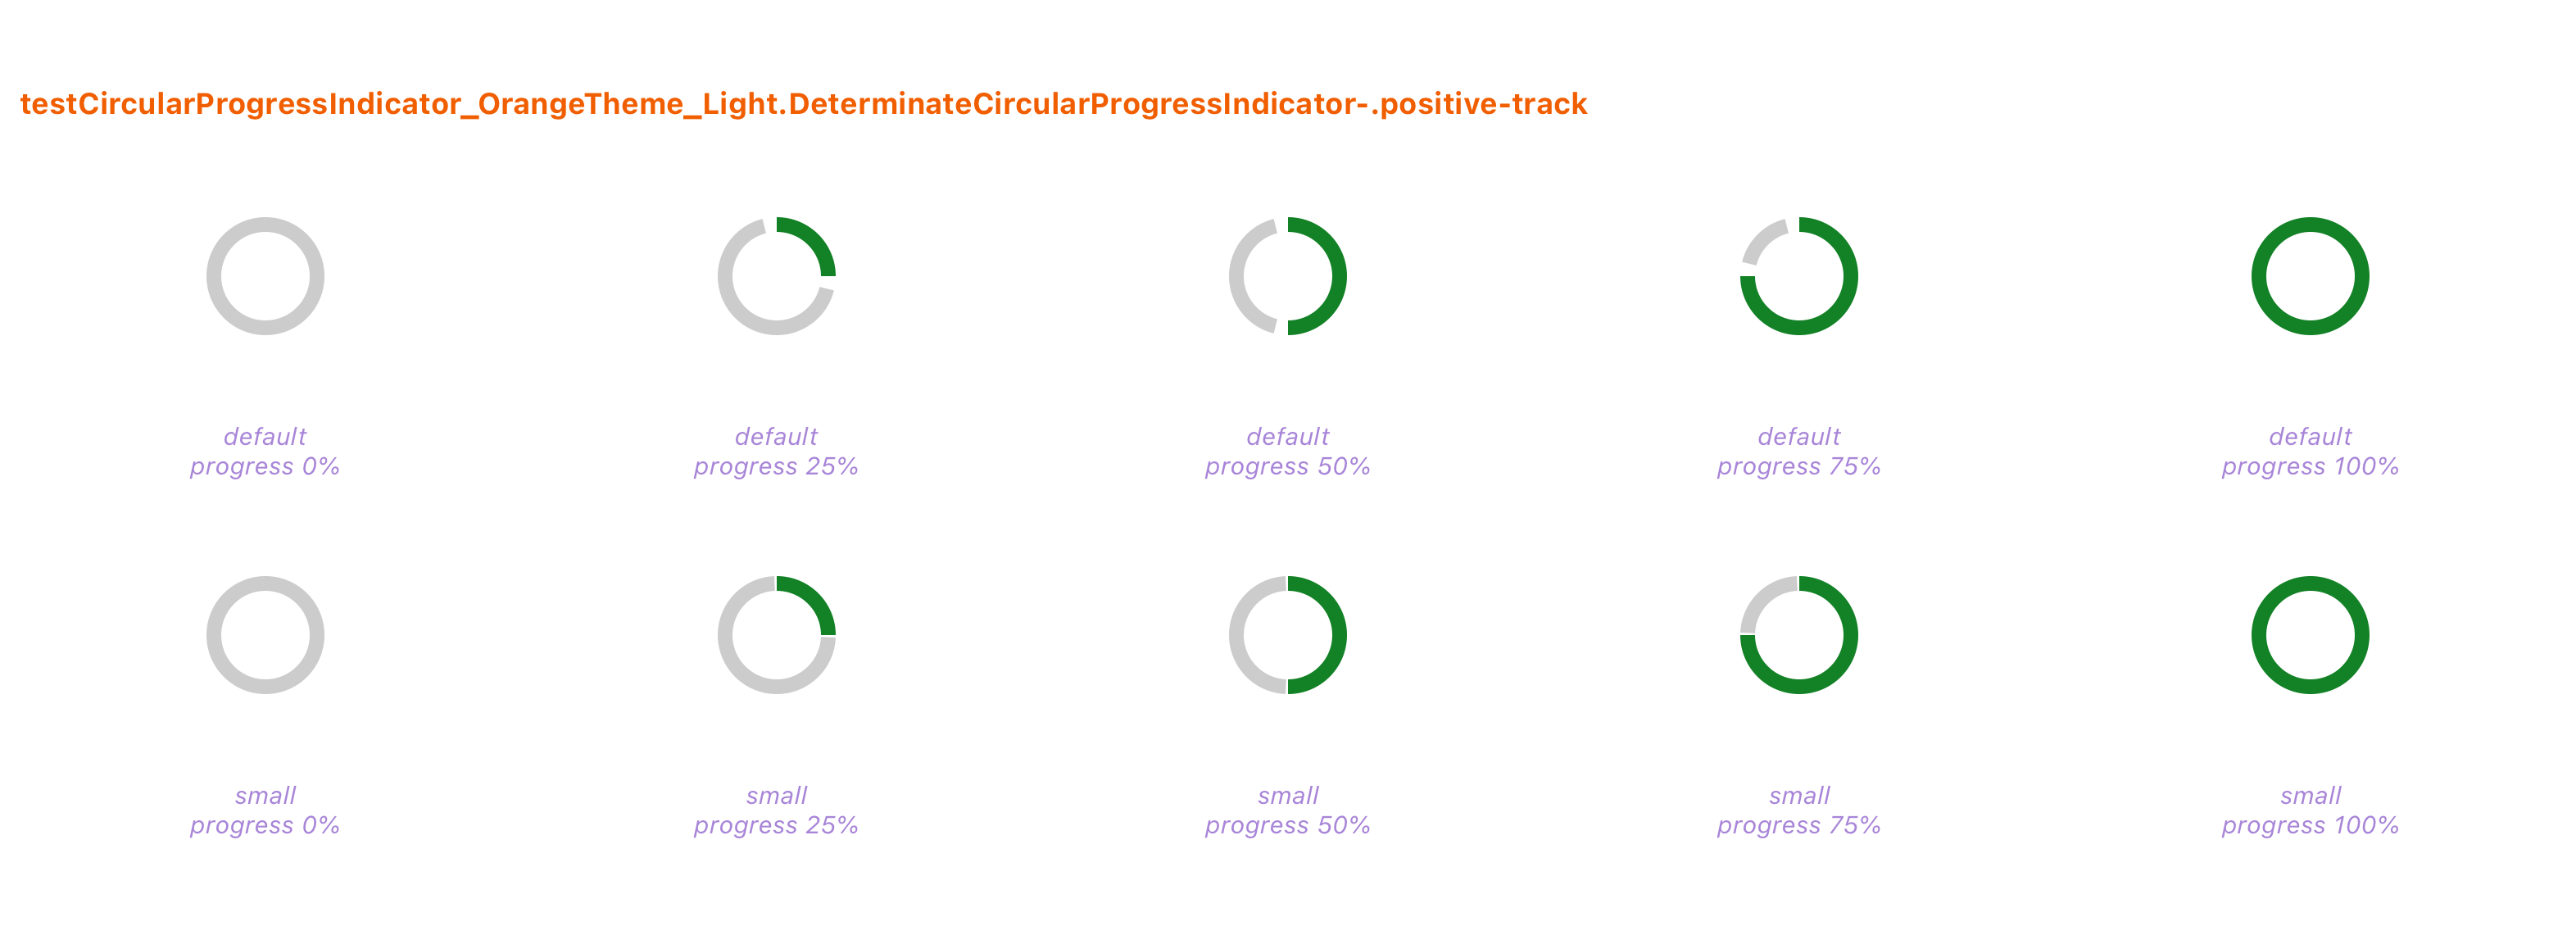 testCircularProgressIndicator_OrangeTheme_Light.DeterminateCircularProgressIndicator-.positive-track
default
progress 0%
default
progress 25%
default
progress 50%
default
progress 75%
default
progress 100%
small
progress 0%
small
progress 25%
small
progress 50%
small
progress 75%
small
progress 100%